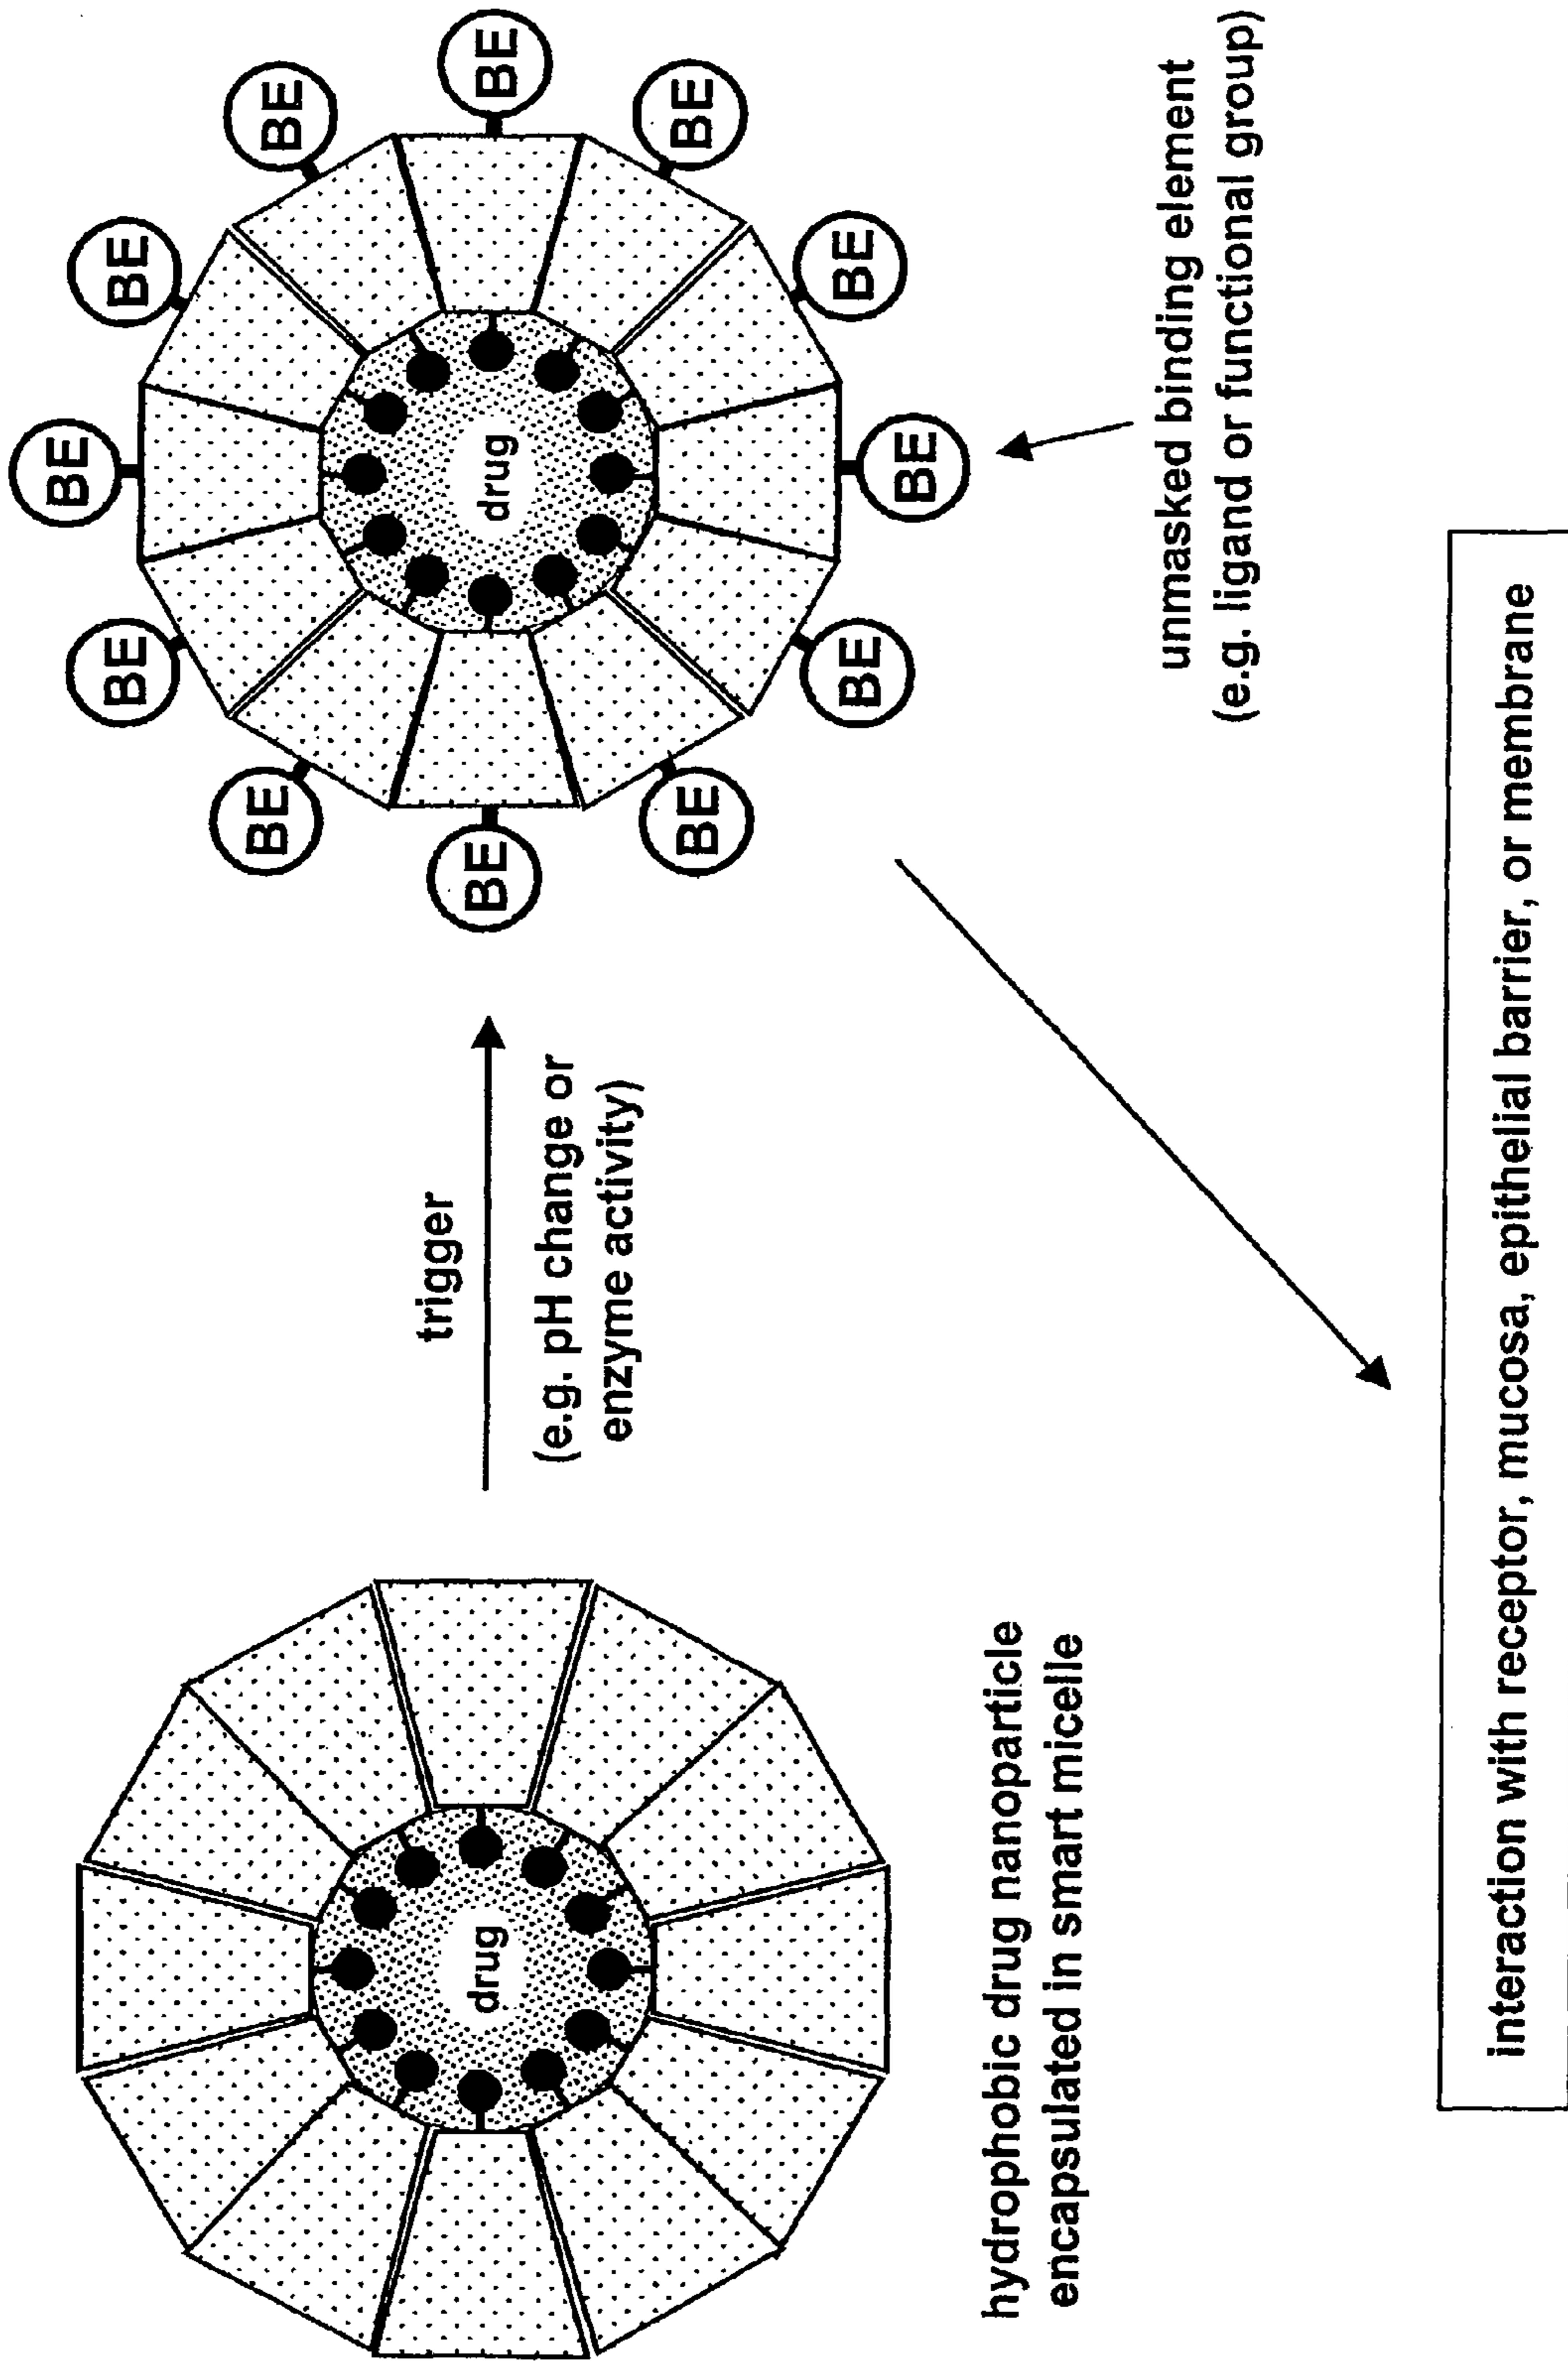 drug
hydrophobic drug nanoparticle
encapsulated in smart micelle
trigger
(e.g. pH change or
enzyme activity)
BE
BE
BE
BE
BE
BE
drug
BE
BE
BE
BE
BE
BE
unmasked binding element
(e.g. ligand or functional group)
interaction with receptor, mucosa, epithelial barrier, or membrane